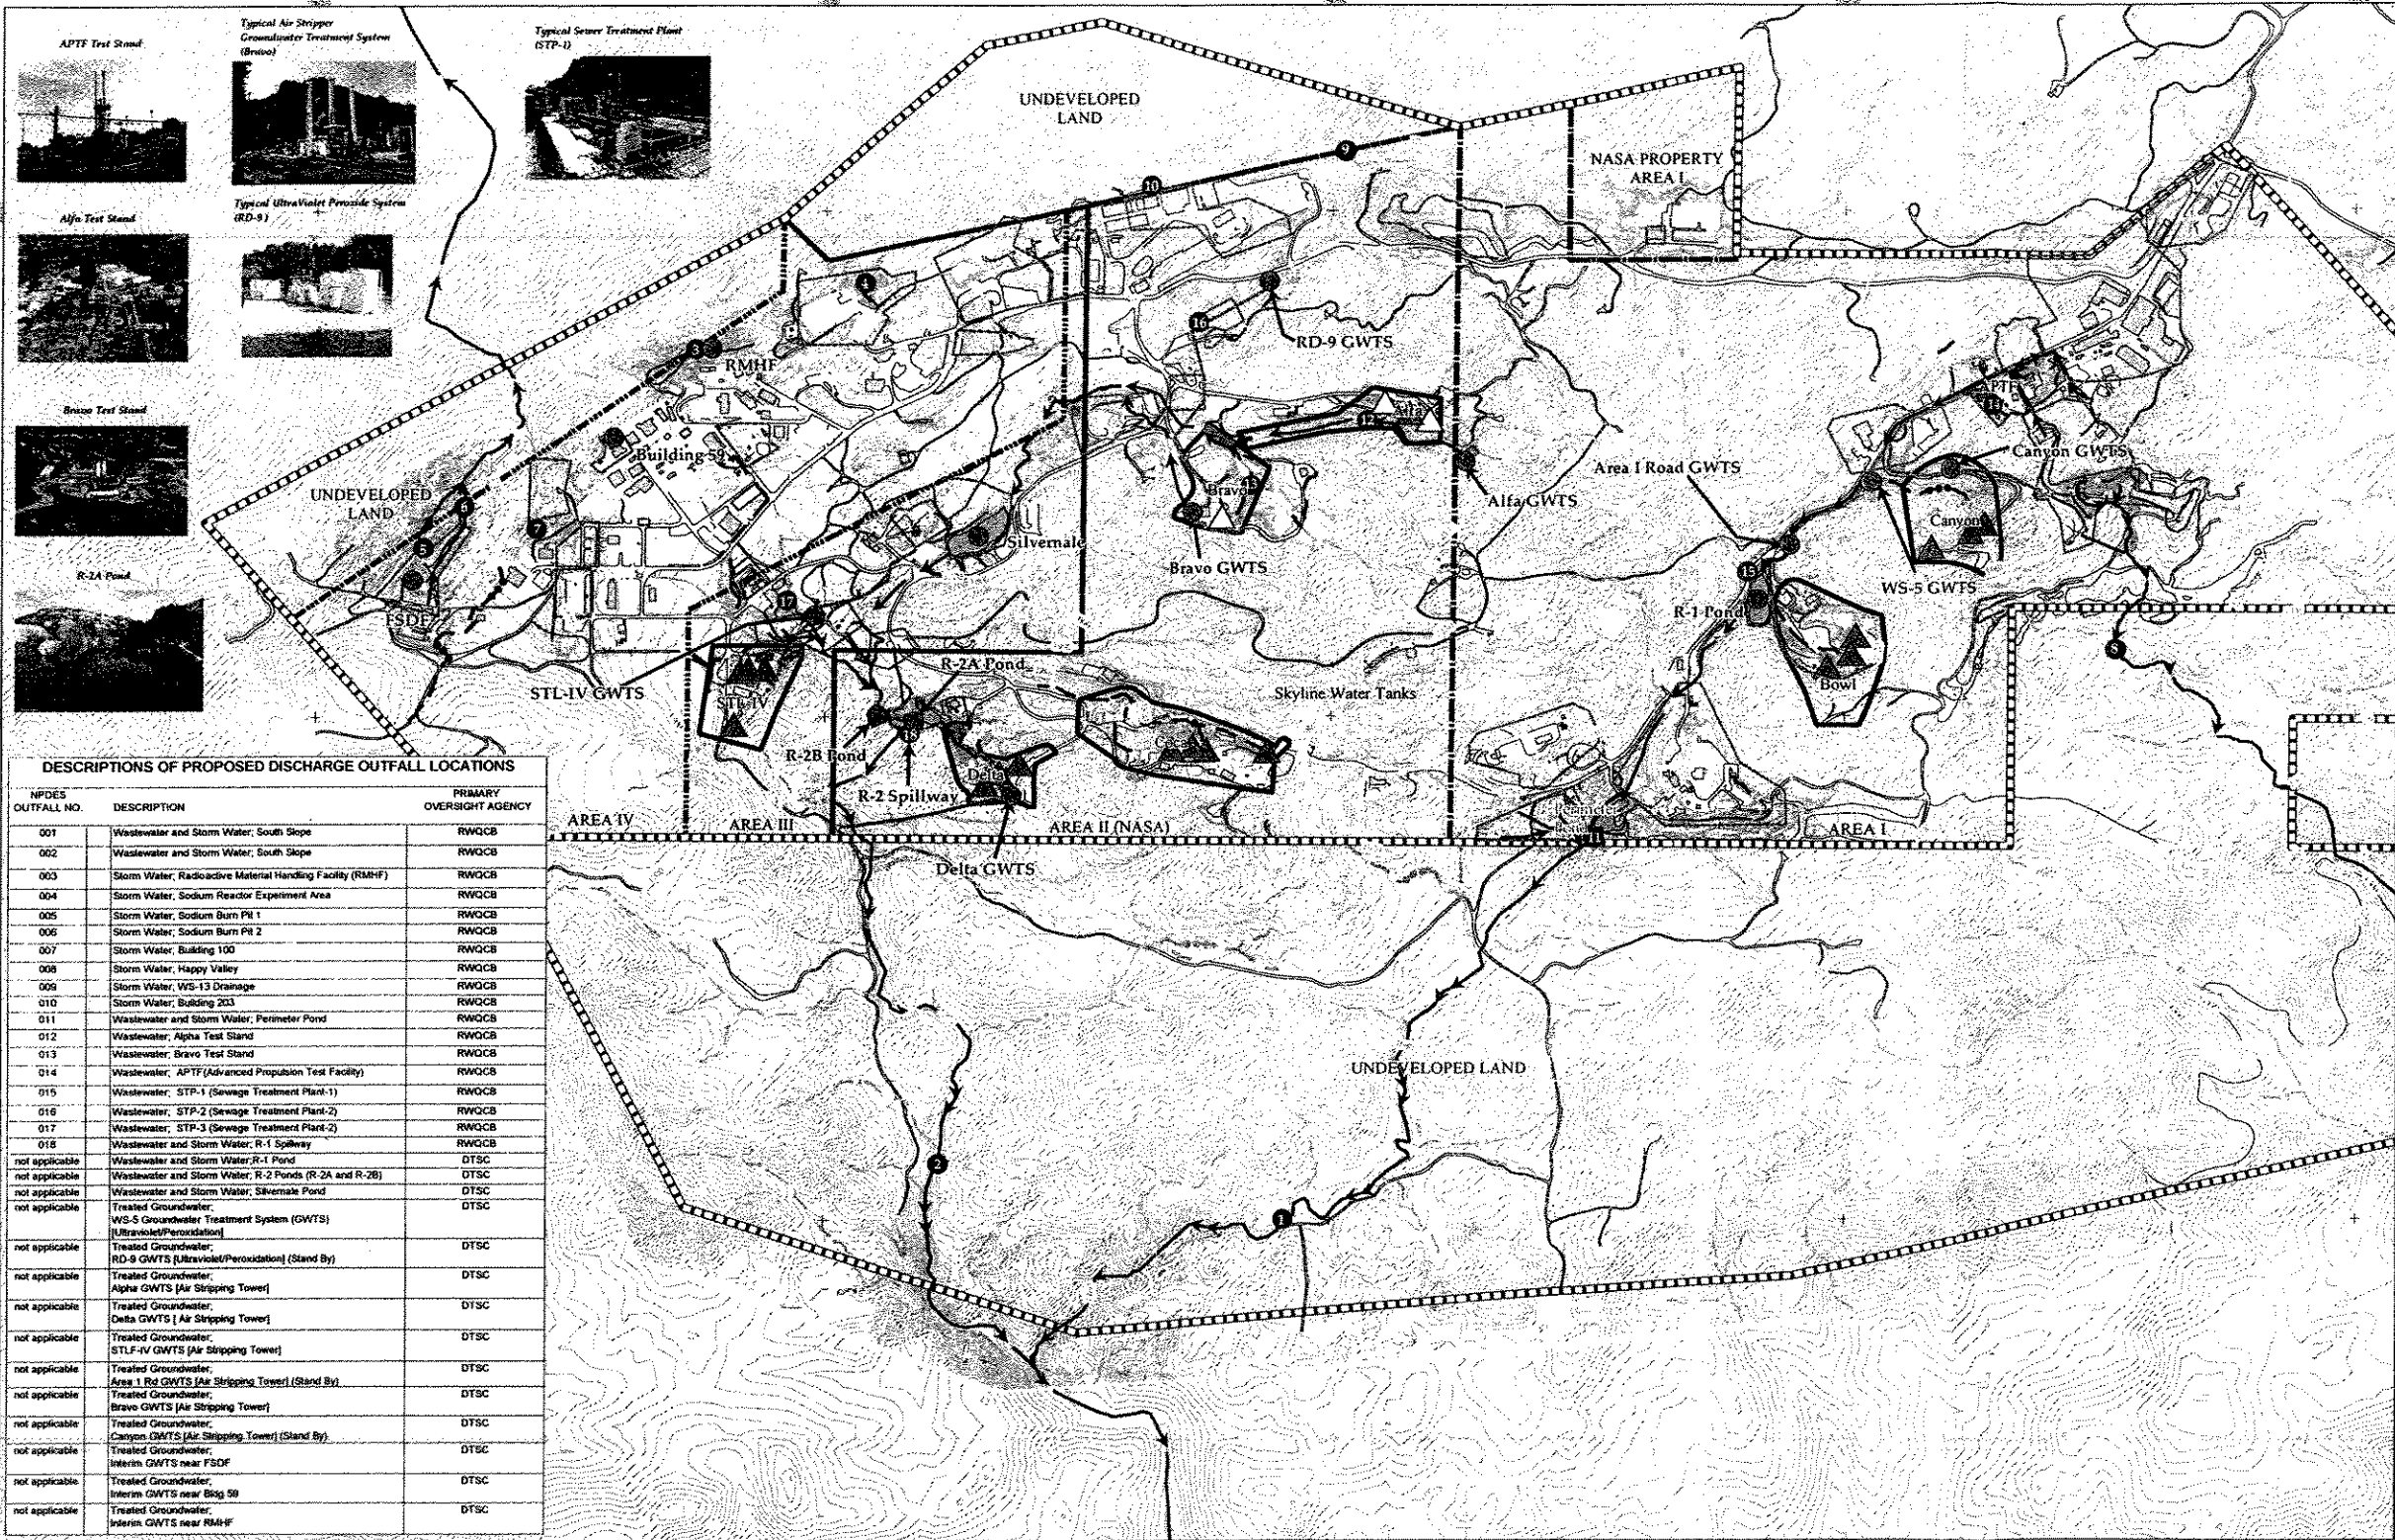 APTF Test Stand
Typical Air Stripper
Groundwater Treatment System
(Bravo)
Typical Sewer Treatment Plant
(STP-1)
Alfa Test Stand
Typical UltraViolet Peroxide System
(RD-9)
Bravo Test Stand
R-2A Pond
UNDEVELOPED
LAND
9
NASA PROPERTY
AREA I
10
4
16
RD-9 GWTS
3
RMHF
APTF
Building 59
Canyon GWTS
Area I Road GWTS
Alfa
12
UNDEVELOPED
LAND
6
Bravo
Alfa GWTS
Canyon
7
5
Silvernale
Bravo GWTS
15
WS-5 GWTS
R-1 Pond
FSDF
17
8
STL-IV GWTS
R-2A Pond
Skyline Water Tanks
Bowl
STL-IV
R-2B Pond
18
R-2 Spillway
Delta
AREA IV
AREA III
AREA II (NASA)
AREA I
11
Delta GWTS
UNDEVELOPED LAND
2
1
DESCRIPTIONS OF PROPOSED DISCHARGE OUTFALL LOCATIONS
NPDES OUTFALL NO. DESCRIPTION PRIMARY OVERSIGHT AGENCY
001 Wastewater and Storm Water; South Slope RWQCB
002 Wastewater and Storm Water; South Slope RWQCB
003 Storm Water; Radioactive Material Handling Facility (RMHF) RWQCB
004 Storm Water; Sodium Reactor Experiment Area RWQCB
005 Storm Water; Sodium Burn Pit 1 RWQCB
006 Storm Water; Sodium Burn Pit 2 RWQCB
007 Storm Water; Building 100 RWQCB
008 Storm Water; Happy Valley RWQCB
009 Storm Water; WS-13 Drainage RWQCB
010 Storm Water; Building 203 RWQCB
011 Wastewater and Storm Water; Perimeter Pond RWQCB
012 Wastewater; Alpha Test Stand RWQCB
013 Wastewater; Bravo Test Stand RWQCB
014 Wastewater; APTF(Advanced Propulsion Test Facility) RWQCB
015 Wastewater; STP-1 (Sewage Treatment Plant-1) RWQCB
016 Wastewater; STP-2 (Sewage Treatment Plant-2) RWQCB
017 Wastewater; STP-3 (Sewage Treatment Plant-2) RWQCB
018 Wastewater and Storm Water; R-1 Spillway RWQCB
not applicable Wastewater and Storm Water;R-1 Pond DTSC
not applicable Wastewater and Storm Water; R-2 Ponds (R-2A and R-2B) DTSC
not applicable Wastewater and Storm Water; Silvernale Pond DTSC
not applicable Treated Groundwater; DTSC
WS-5 Groundwater Treatment System (GWTS)
[Ultraviolet/Peroxidation]
not applicable Treated Groundwater; DTSC
RD-9 GWTS [Ultraviolet/Peroxidation] (Stand By)
not applicable Treated Groundwater; DTSC
Alpha GWTS [Air Stripping Tower]
not applicable Treated Groundwater; DTSC
Delta GWTS [ Air Stripping Tower]
not applicable Treated Groundwater; DTSC
STLF-IV GWTS [Air Stripping Tower]
not applicable Treated Groundwater; DTSC
Area 1 Rd GWTS [Air Stripping Tower] (Stand By)
not applicable Treated Groundwater; DTSC
Bravo GWTS [Air Stripping Tower]
not applicable Treated Groundwater; DTSC
Canyon GWTS [Air Stripping Tower] (Stand By)
not applicable Treated Groundwater; DTSC
Interim GWTS near FSDF
not applicable Treated Groundwater; DTSC
Interim GWTS near Bldg 59
not applicable Treated Groundwater; DTSC
Interim GWTS near RMHF